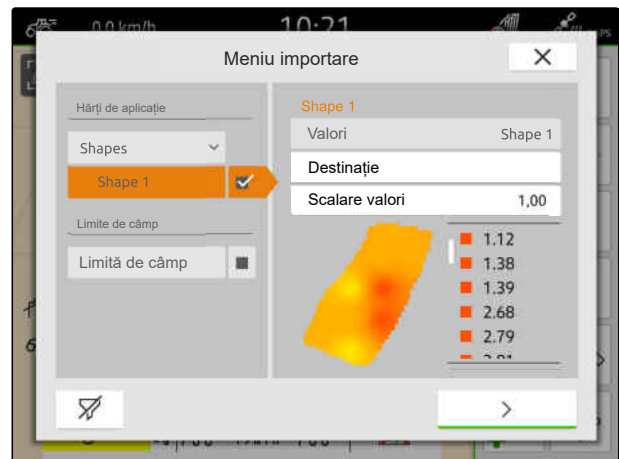 0.0 km/h 10:21
Meniu importare
Hărți de aplicație
Shapes
Shape 1
Limite de câmp
Limită de câmp
Shape 1
Valori Shape 1
Destinație
Scalare valori 1,00
1.12
1.38
1.39
2.68
2.79